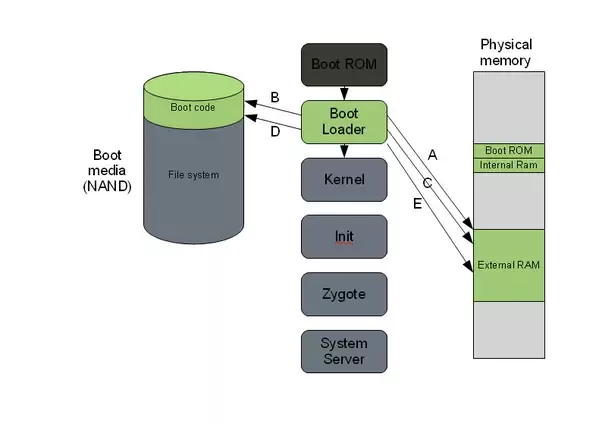 Physical
memory
Boot ROM
Boot code
B
Boot
Loader
D
A
Boot ROM
Internal Ram
Boot
media
(NAND)
File system
Kernel
C
E
Init
External RAM
Zygote
System
Server